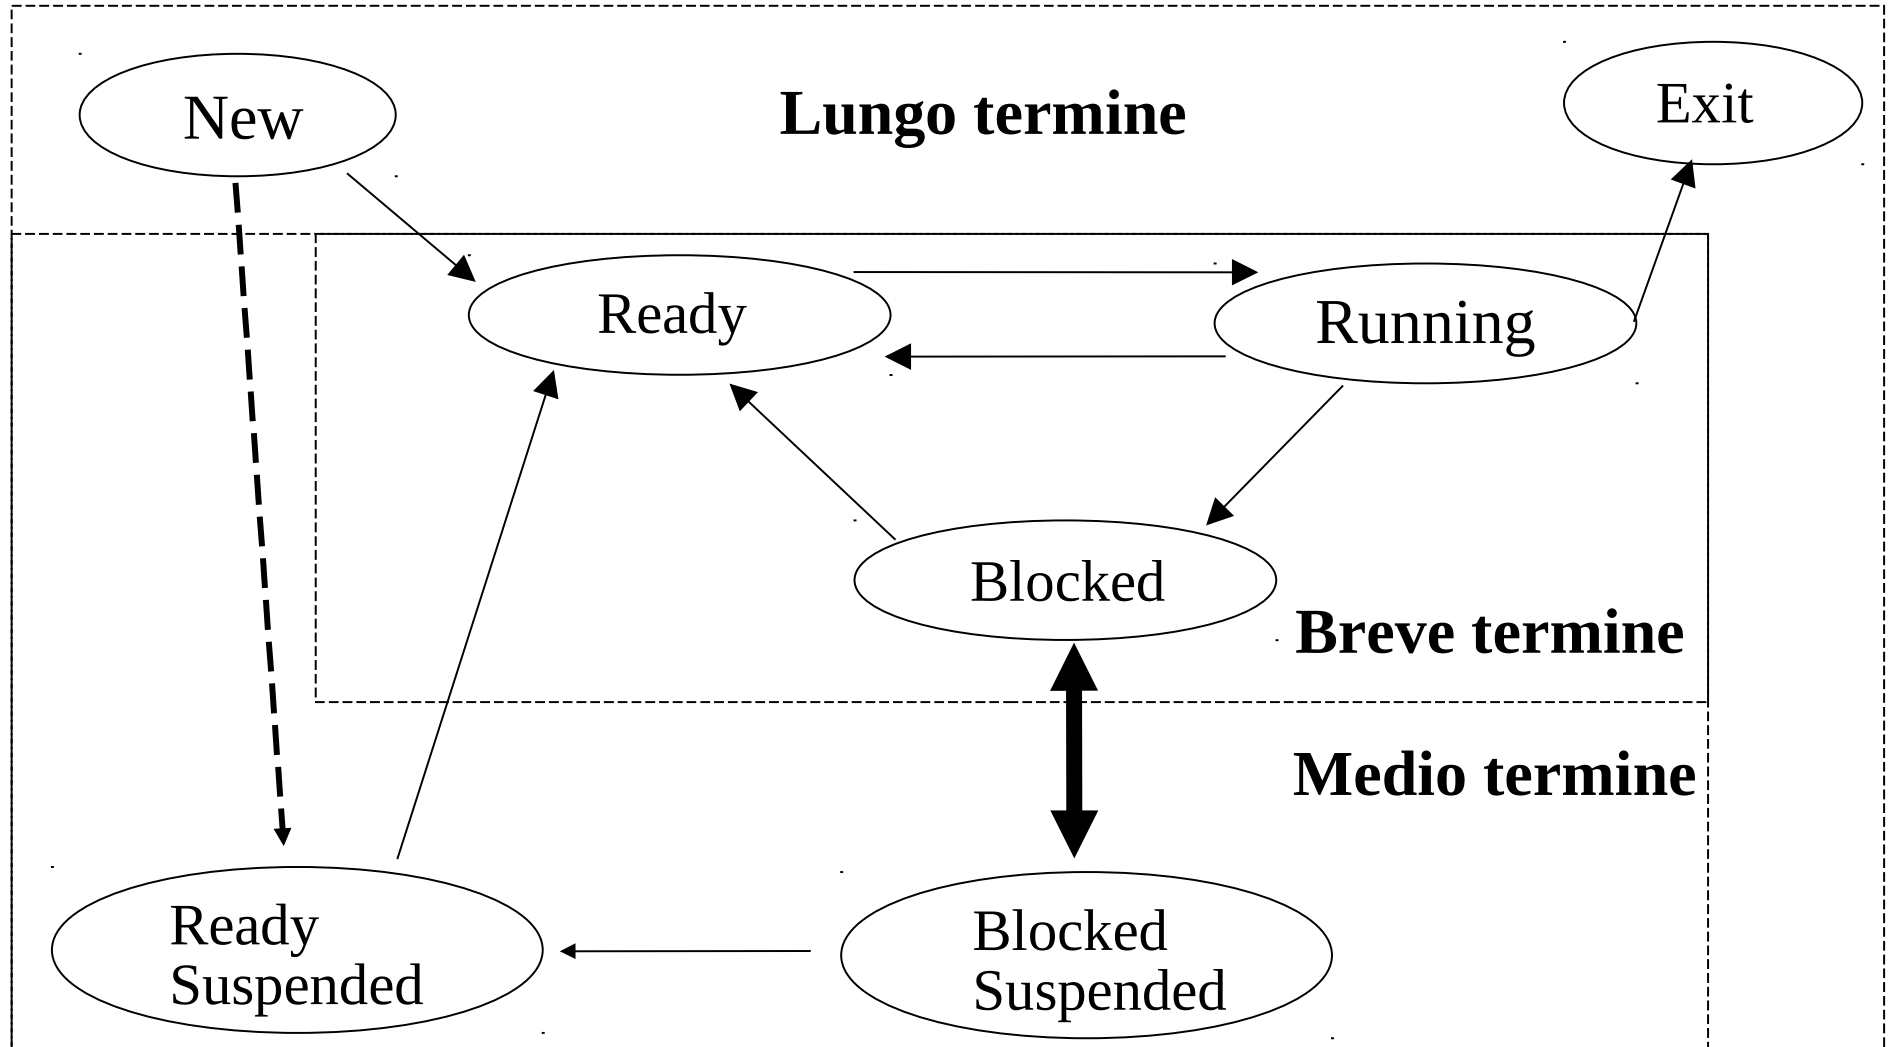 New
Lungo termine
Exit
Ready
Running
Blocked
Breve termine
Medio termine
Ready
Suspended
Blocked
Suspended